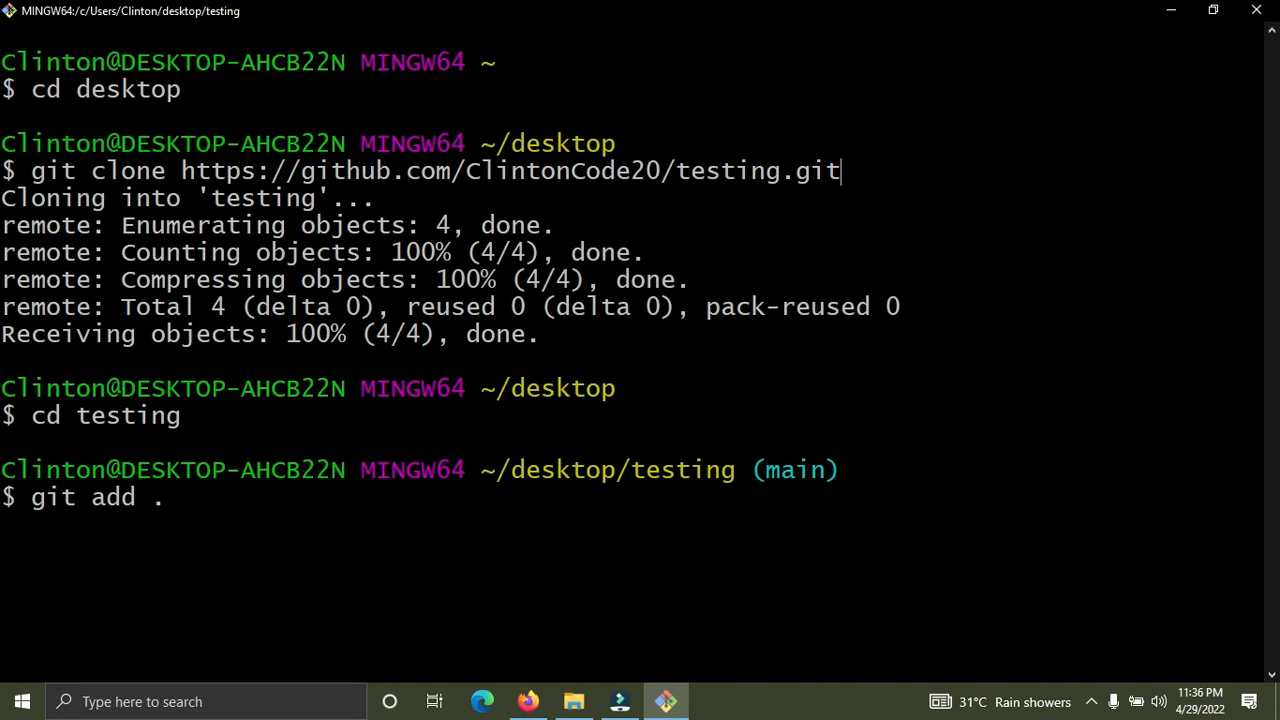 MINGW64:/c/Users/Clinton/desktop/testing
Clinton@DESKTOP-AHCB22N MINGW64 ~
$ cd desktop
Clinton@DESKTOP-AHCB22N MINGW64 ~/desktop
$ git clone https://github.com/ClintonCode20/testing.git
Cloning into 'testing'...
remote: Enumerating objects: 4, done.
remote: Counting objects: 100% (4/4), done.
remote: Compressing objects: 100% (4/4), done.
remote: Total 4 (delta 0), reused 0 (delta 0), pack-reused 0
Receiving objects: 100% (4/4), done.
Clinton@DESKTOP-AHCB22N MINGW64 ~/desktop
$ cd testing
Clinton@DESKTOP-AHCB22N MINGW64 ~/desktop/testing (main)
$ git add .
Type here to search
31°C Rain showers
11:36 PM
4/29/2022